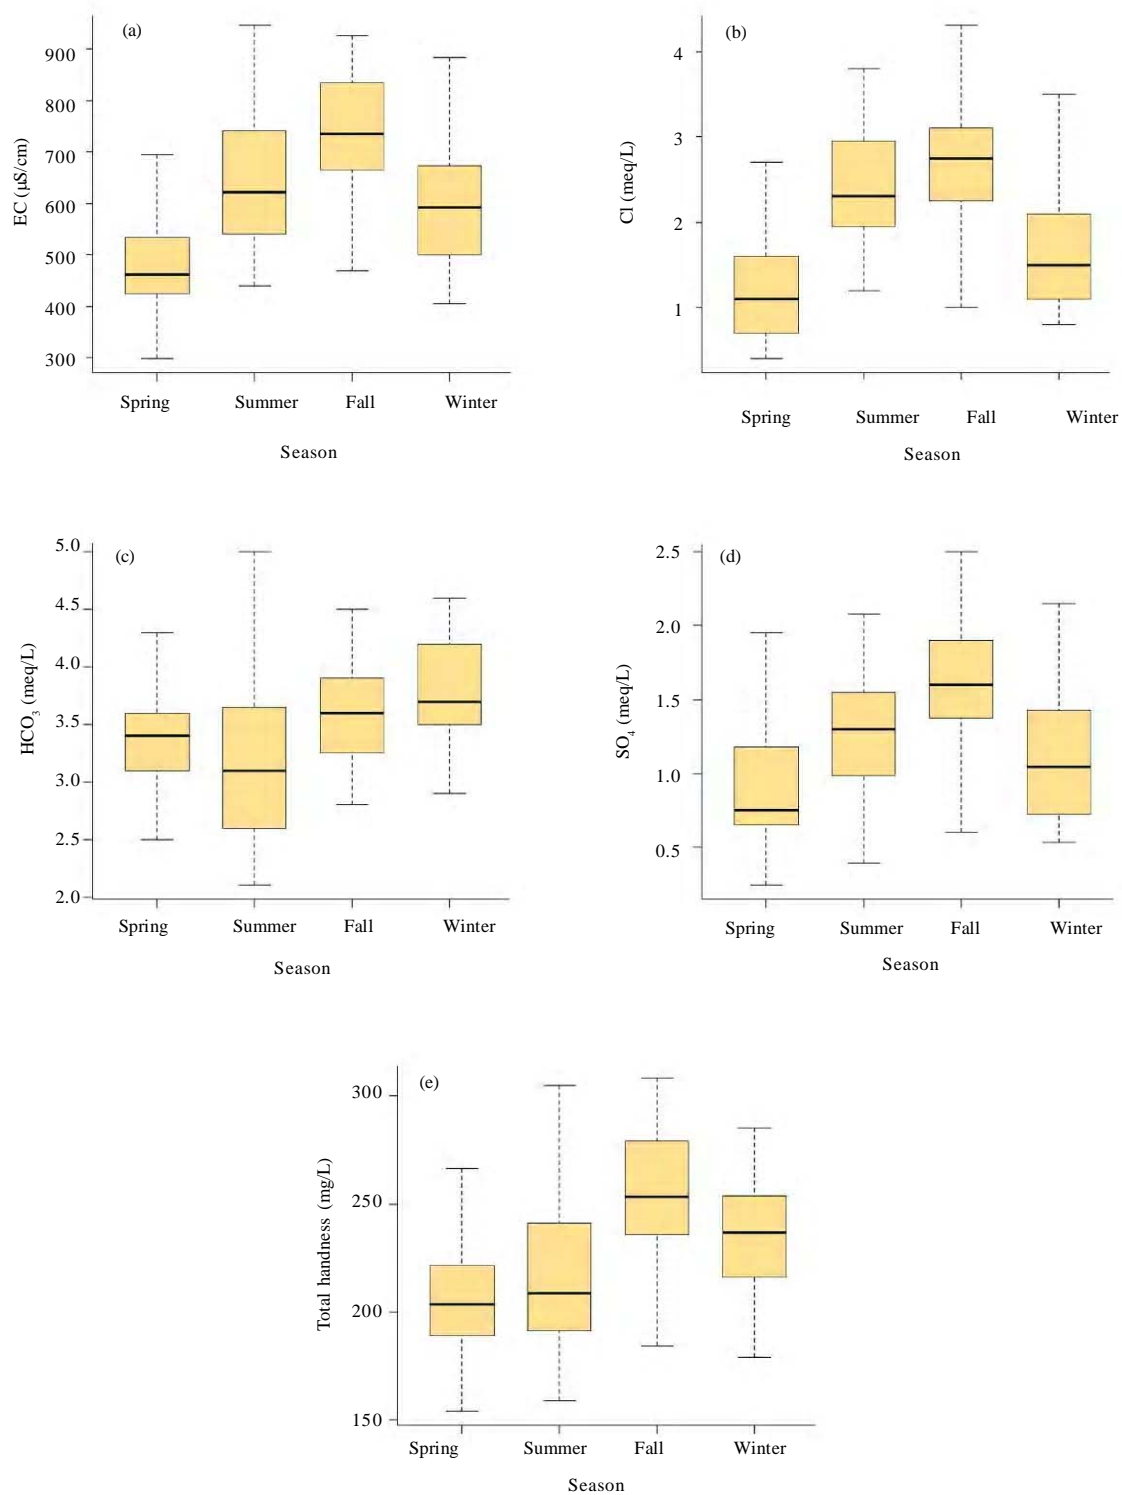 (a)
900
800
700
600
500
400
300
EC (µS/cm)
Spring Summer Fall Winter
Season
(b)
4
3
2
1
Cl (meq/L)
Spring Summer Fall Winter
Season
(c)
5.0
4.5
4.0
3.5
3.0
2.5
2.0
HCO3 (meq/L)
Spring Summer Fall Winter
Season
(d)
2.5
2.0
1.5
1.0
0.5
SO4 (meq/L)
Spring Summer Fall Winter
Season
(e)
300
250
200
150
Total handness (mg/L)
Spring Summer Fall Winter
Season